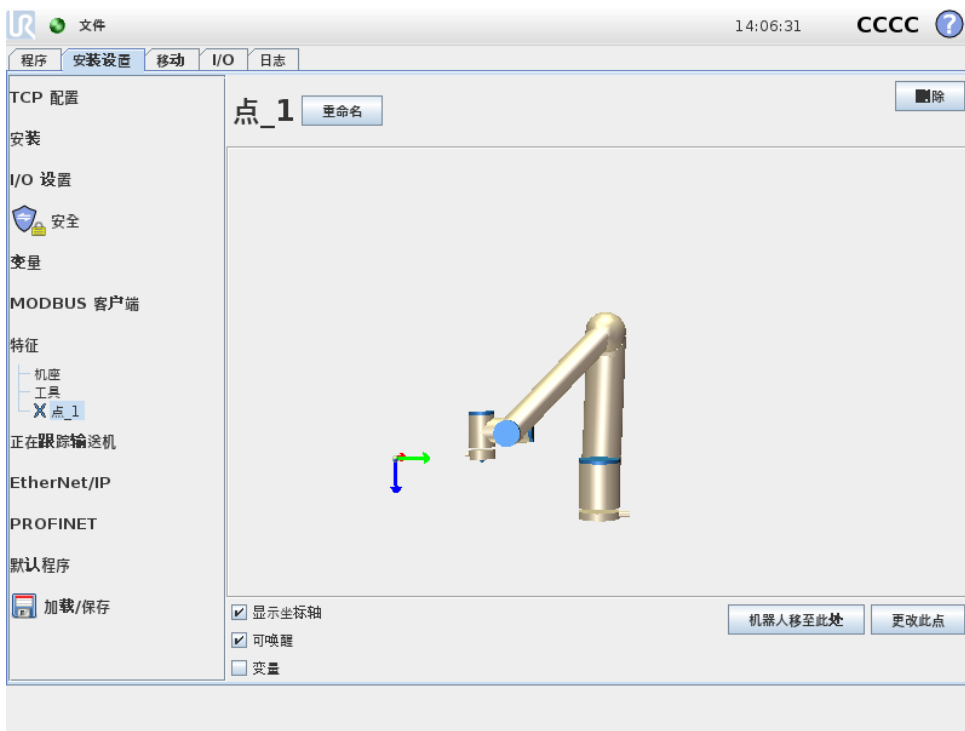 UR 文件 14:06:31 CCCC ?
程序 安装设置 移动 I/O 日志
TCP 配置
安装
I/O 设置
安全
变量
MODBUS 客户端
特征
机座
工具
点_1
正在跟踪输送机
EtherNet/IP
PROFINET
默认程序
加载/保存
点_1 重命名 删除
显示坐标轴
可唤醒
变量
机器人移至此处 更改此点